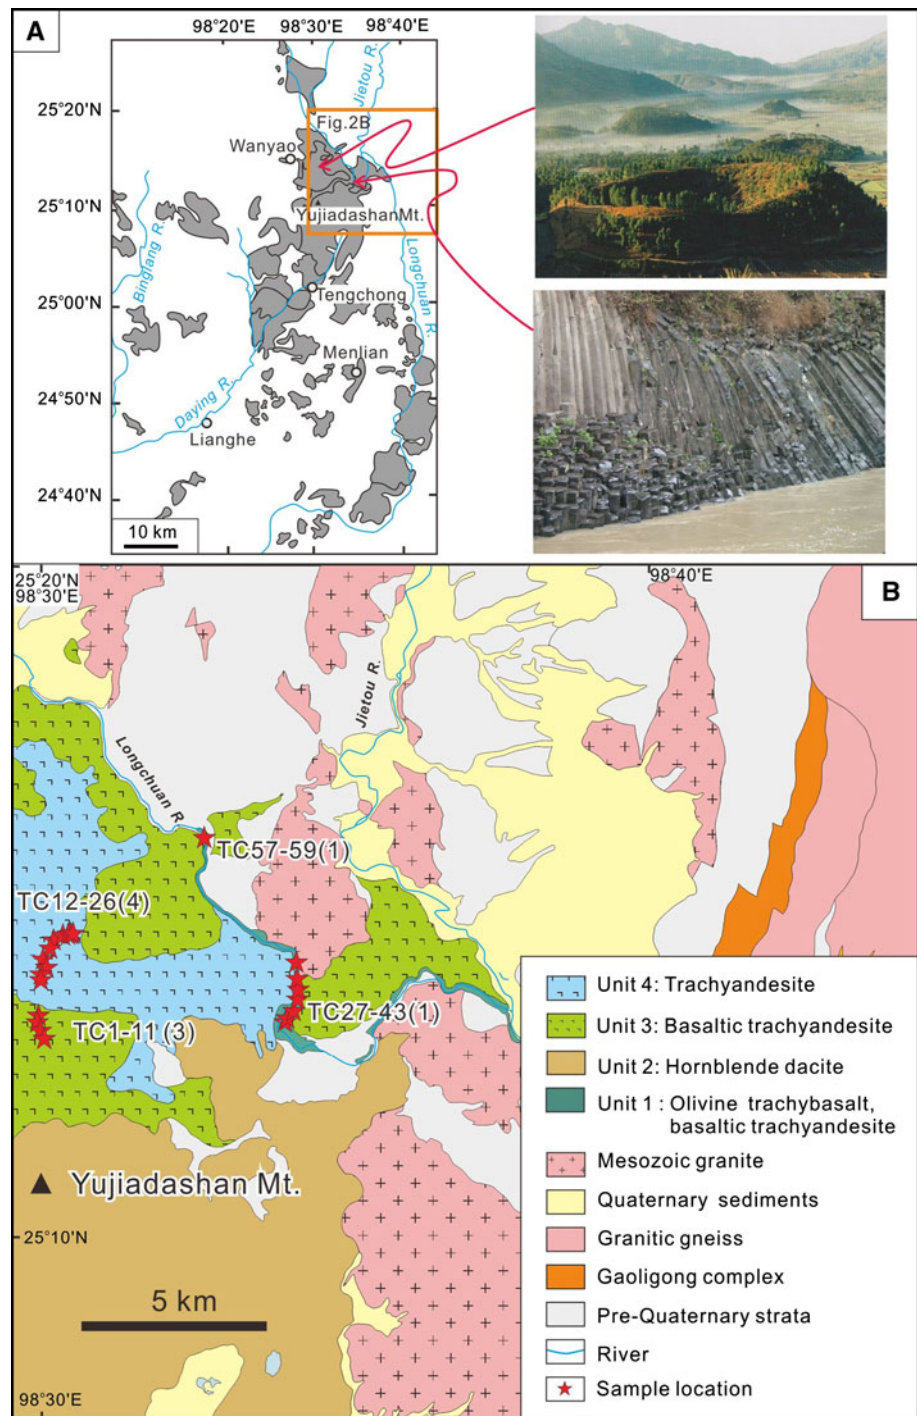 A
98°20'E 98°30'E 98°40'E
25°20'N
25°10'N
25°00'N
24°50'N
24°40'N
Jietou R.
Fig.2B
Wanyao
YujiadashanMt.
Binglang R.
Longchuan R.
Tengchong
Menlian
Daying R.
Lianghe
10 km
B
25°20'N
98°30'E
98°40'E
Jietou R.
Longchuan R
TC57-59(1)
TC12-26(4)
TC27-43(1)
TC1-11 (3)
Yujiadashan Mt.
25°10'N
5 km
98°30'E
Unit 4: Trachyandesite
Unit 3: Basaltic trachyandesite
Unit 2: Hornblende dacite
Unit 1 : Olivine trachybasalt,
basaltic trachyandesite
Mesozoic granite
Quaternary sediments
Granitic gneiss
Gaoligong complex
Pre-Quaternary strata
River
Sample location